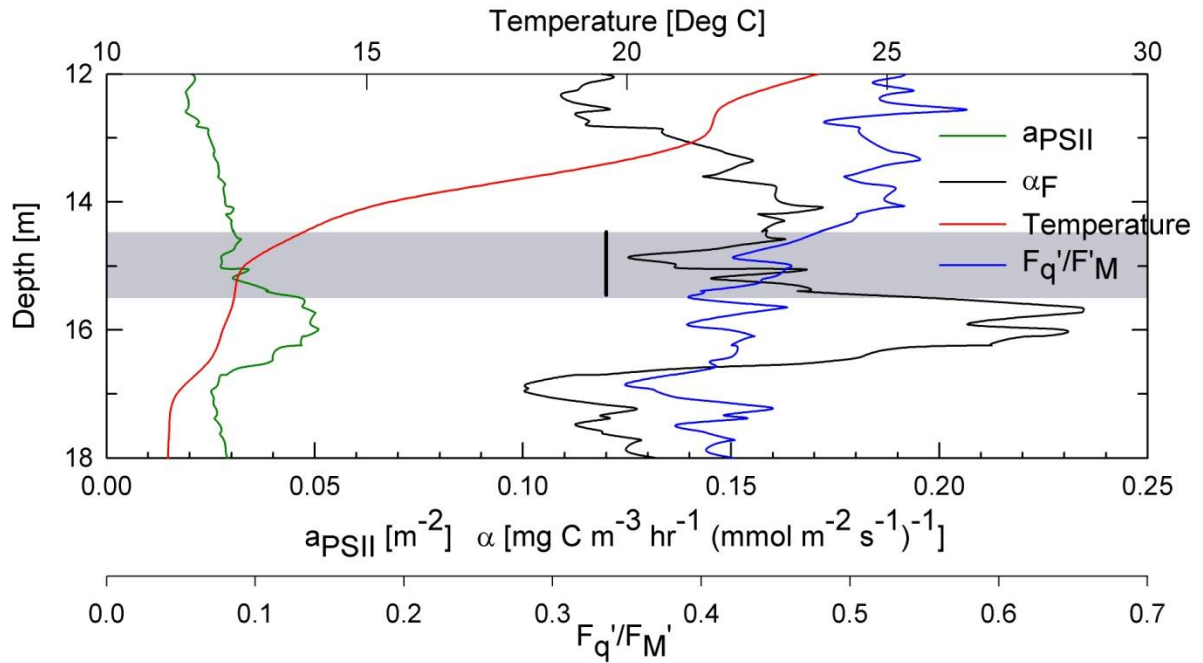 Temperature [Deg C]
10 15 20 25 30
12
14
16
18
Depth [m]
aPSII
αF
Temperature
Fq'/F'M
0.00 0.05 0.10 0.15 0.20 0.25
aPSII [m-2] α [mg C m-3 hr-1 (mmol m-2 s-1)-1]
0.0 0.1 0.2 0.3 0.4 0.5 0.6 0.7
Fq'/FM'